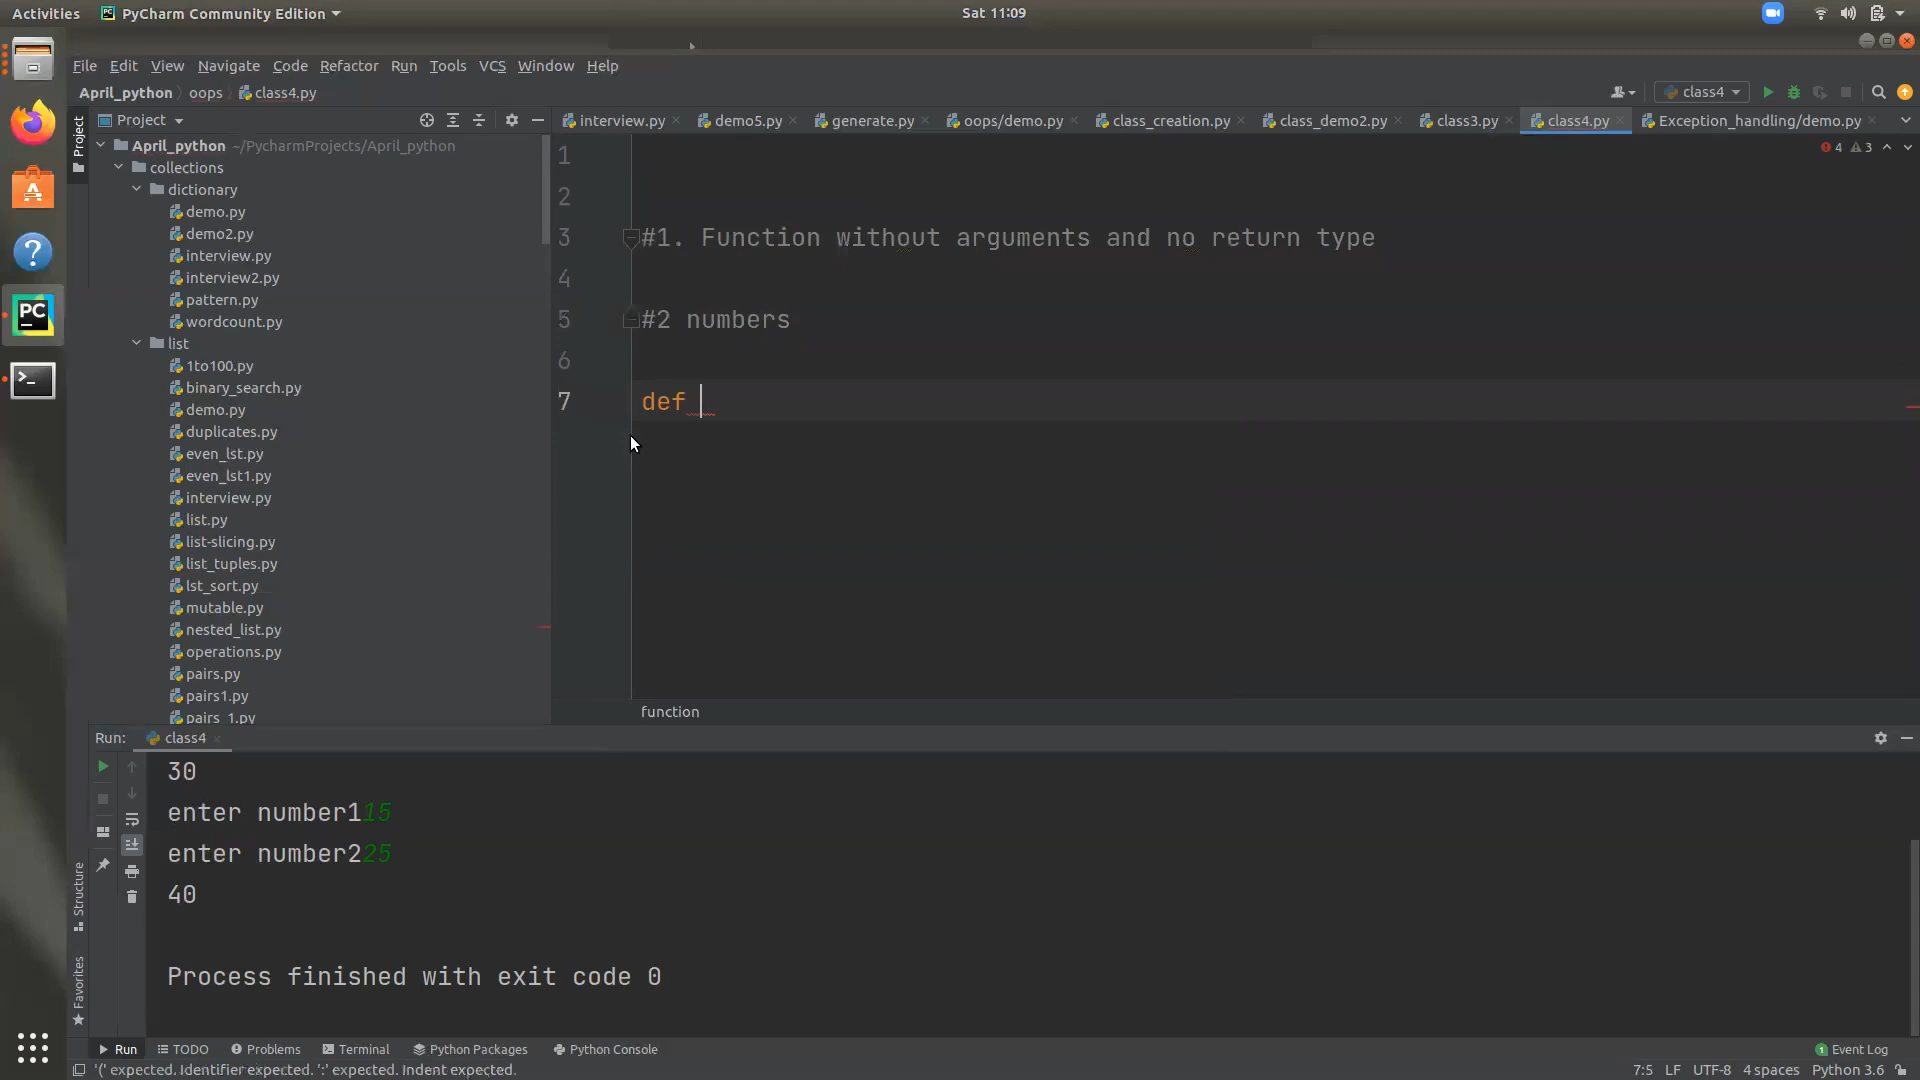 Activities PyCharm Community Edition Sat 11:09
File Edit View Navigate Code Refactor Run Tools VCS Window Help
April_python oops class4.py class4
Project interview.py demo5.py generate.py oops/demo.py class_creation.py class_demo2.py class3.py class4.py Exception_handling/demo.py
Project
April_python ~/PycharmProjects/April_python
collections
dictionary
demo.py
demo2.py
interview.py
interview2.py
pattern.py
wordcount.py
list
1to100.py
binary_search.py
demo.py
duplicates.py
even_lst.py
even_lst1.py
interview.py
list.py
list-slicing.py
list_tuples.py
lst_sort.py
mutable.py
nested_list.py
operations.py
pairs.py
pairs1.py
pairs_1.py
4 3
1
2
3 #1. Function without arguments and no return type
4
5 #2 numbers
6
7 def
function
Run: class4
30
enter number115
enter number225
40
Process finished with exit code 0
Structure
Favorites
Run TODO Problems Terminal Python Packages Python Console 1 Event Log
'(' expected. Identifier expected. ':' expected. Indent expected. 7:5 LF UTF-8 4 spaces Python 3.6